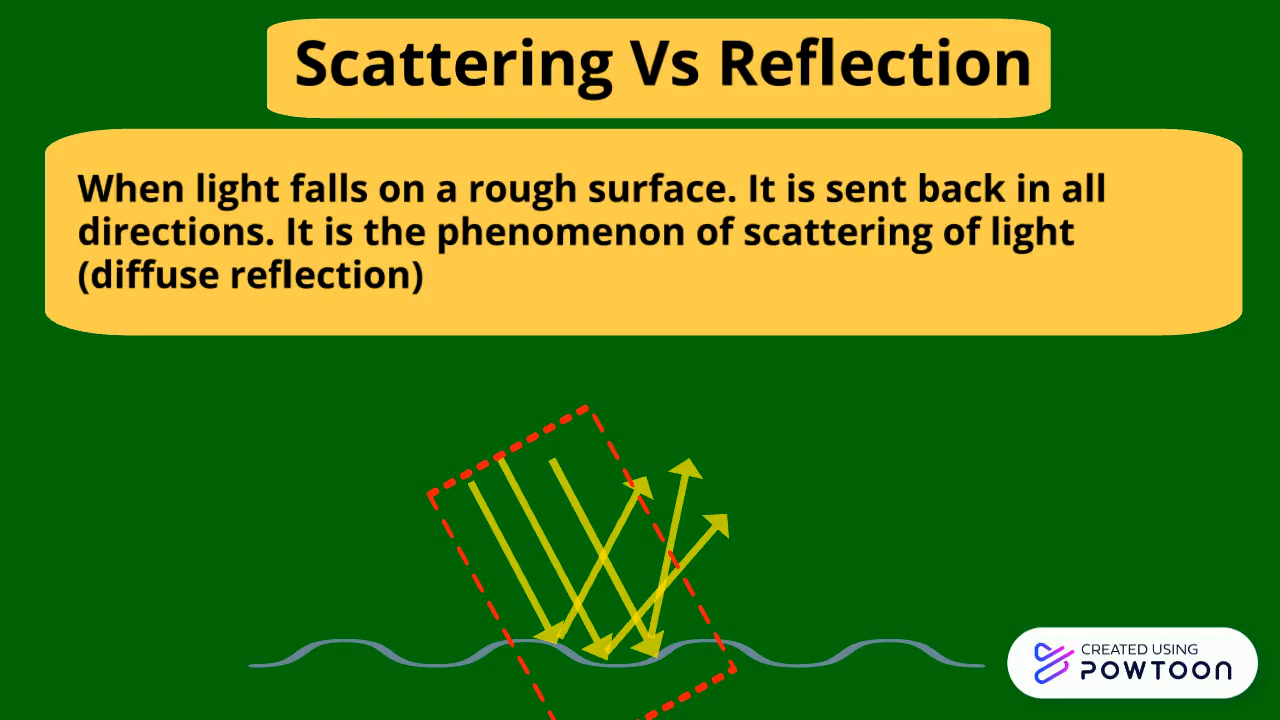 Scattering Vs Reflection
When light falls on a rough surface. It is sent back in all
directions. It is the phenomenon of scattering of light
(diffuse reflection)
CREATED USING
POWTOON